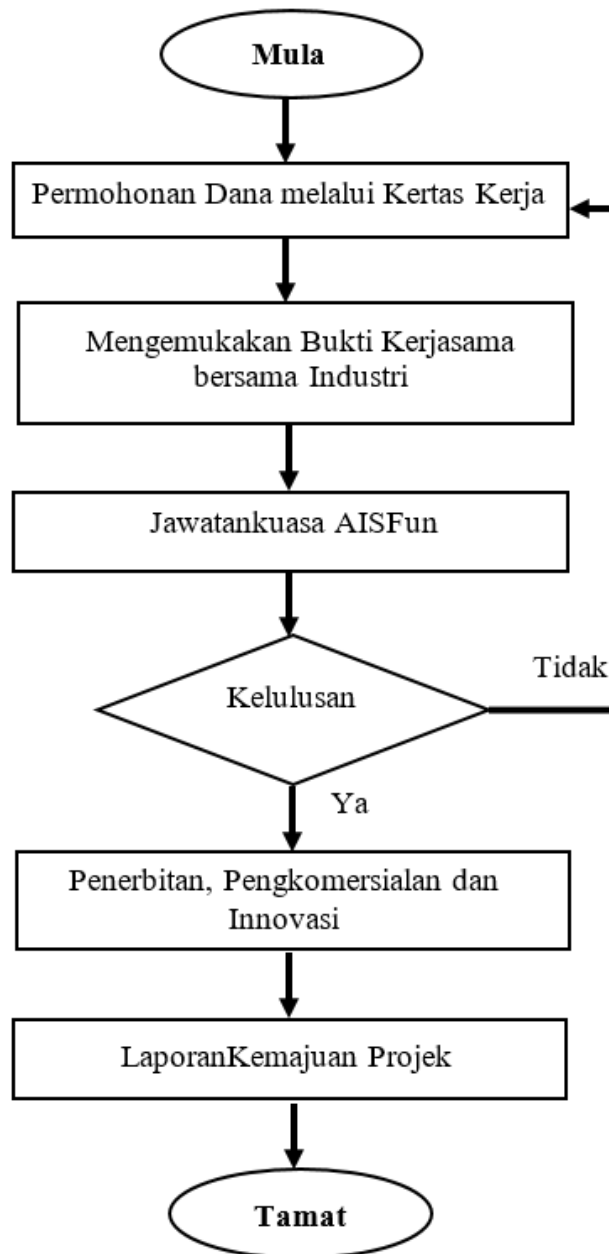 Mula
Permohonan Dana melalui Kertas Kerja
Mengemukakan Bukti Kerjasama
bersama Industri
Jawatankuasa AISFun
Kelulusan
Tidak
Ya
Penerbitan, Pengkomersialan dan
Innovasi
LaporanKemajuan Projek
Tamat